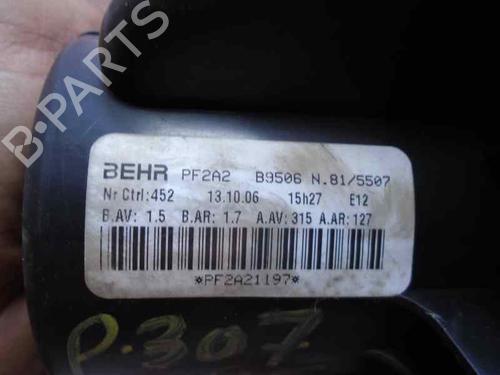 B-PARTS
BEHR PF2A2 B9506 N.81/5507
Nr Ctrl:452 13.10.06 15h27 E12
B.AV: 1.5 B.AR: 1.7 A.AV: 315 A.AR: 127
*PF2A21197*
P.307